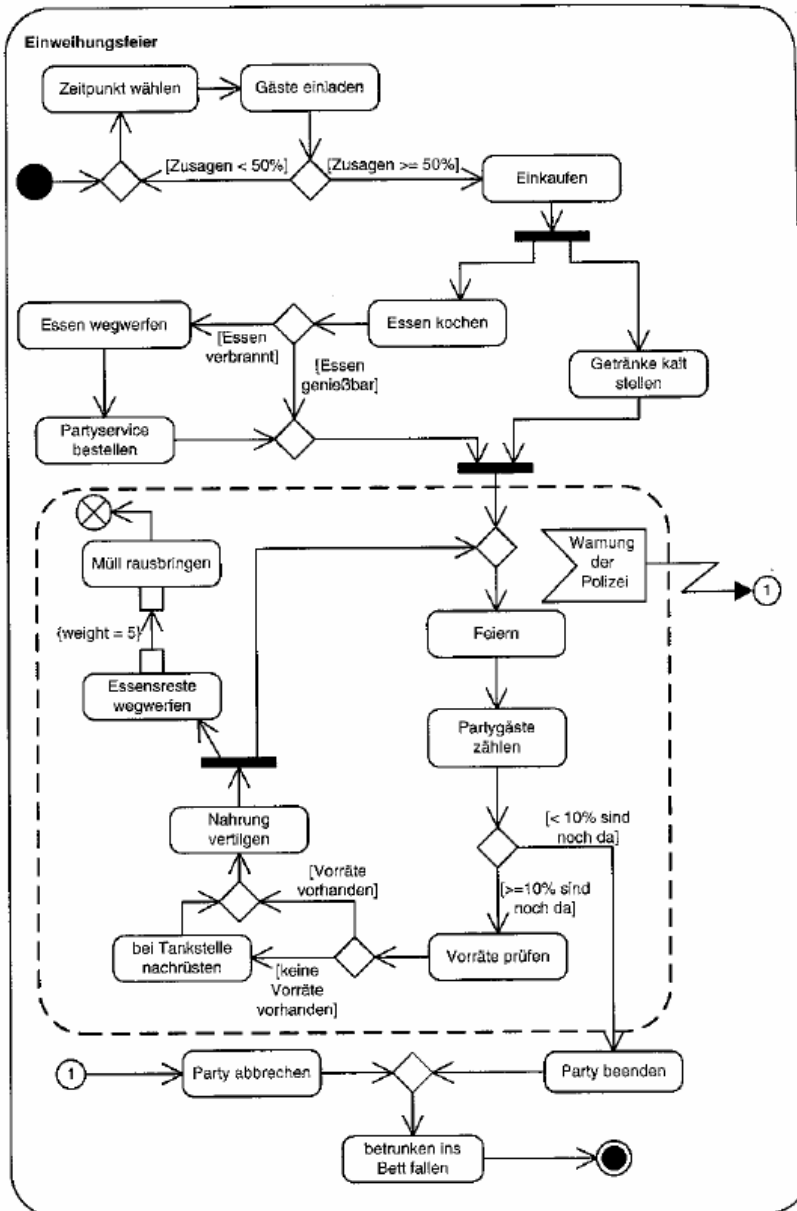 Einweihungsfeier
Zeitpunkt wählen
Gäste einladen
[Zusagen < 50%]
[Zusagen >= 50%]
Einkaufen
Essen wegwerfen
[Essen
verbrannt]
Essen kochen
[Essen
genießbar]
Getränke kalt
stellen
Partyservice
bestellen
Müll rausbringen
Warnung
der
Polizei
1
{weight = 5}
Feiern
Essensreste
wegwerfen
Partygäste
zählen
Nahrung
vertilgen
[< 10% sind
noch da]
[Vorräte
vorhanden]
[>=10% sind
noch da]
bei Tankstelle
nachrüsten
[keine
Vorräte
vorhanden]
Vorräte prüfen
1
Party abbrechen
Party beenden
betrunken ins
Bett fallen